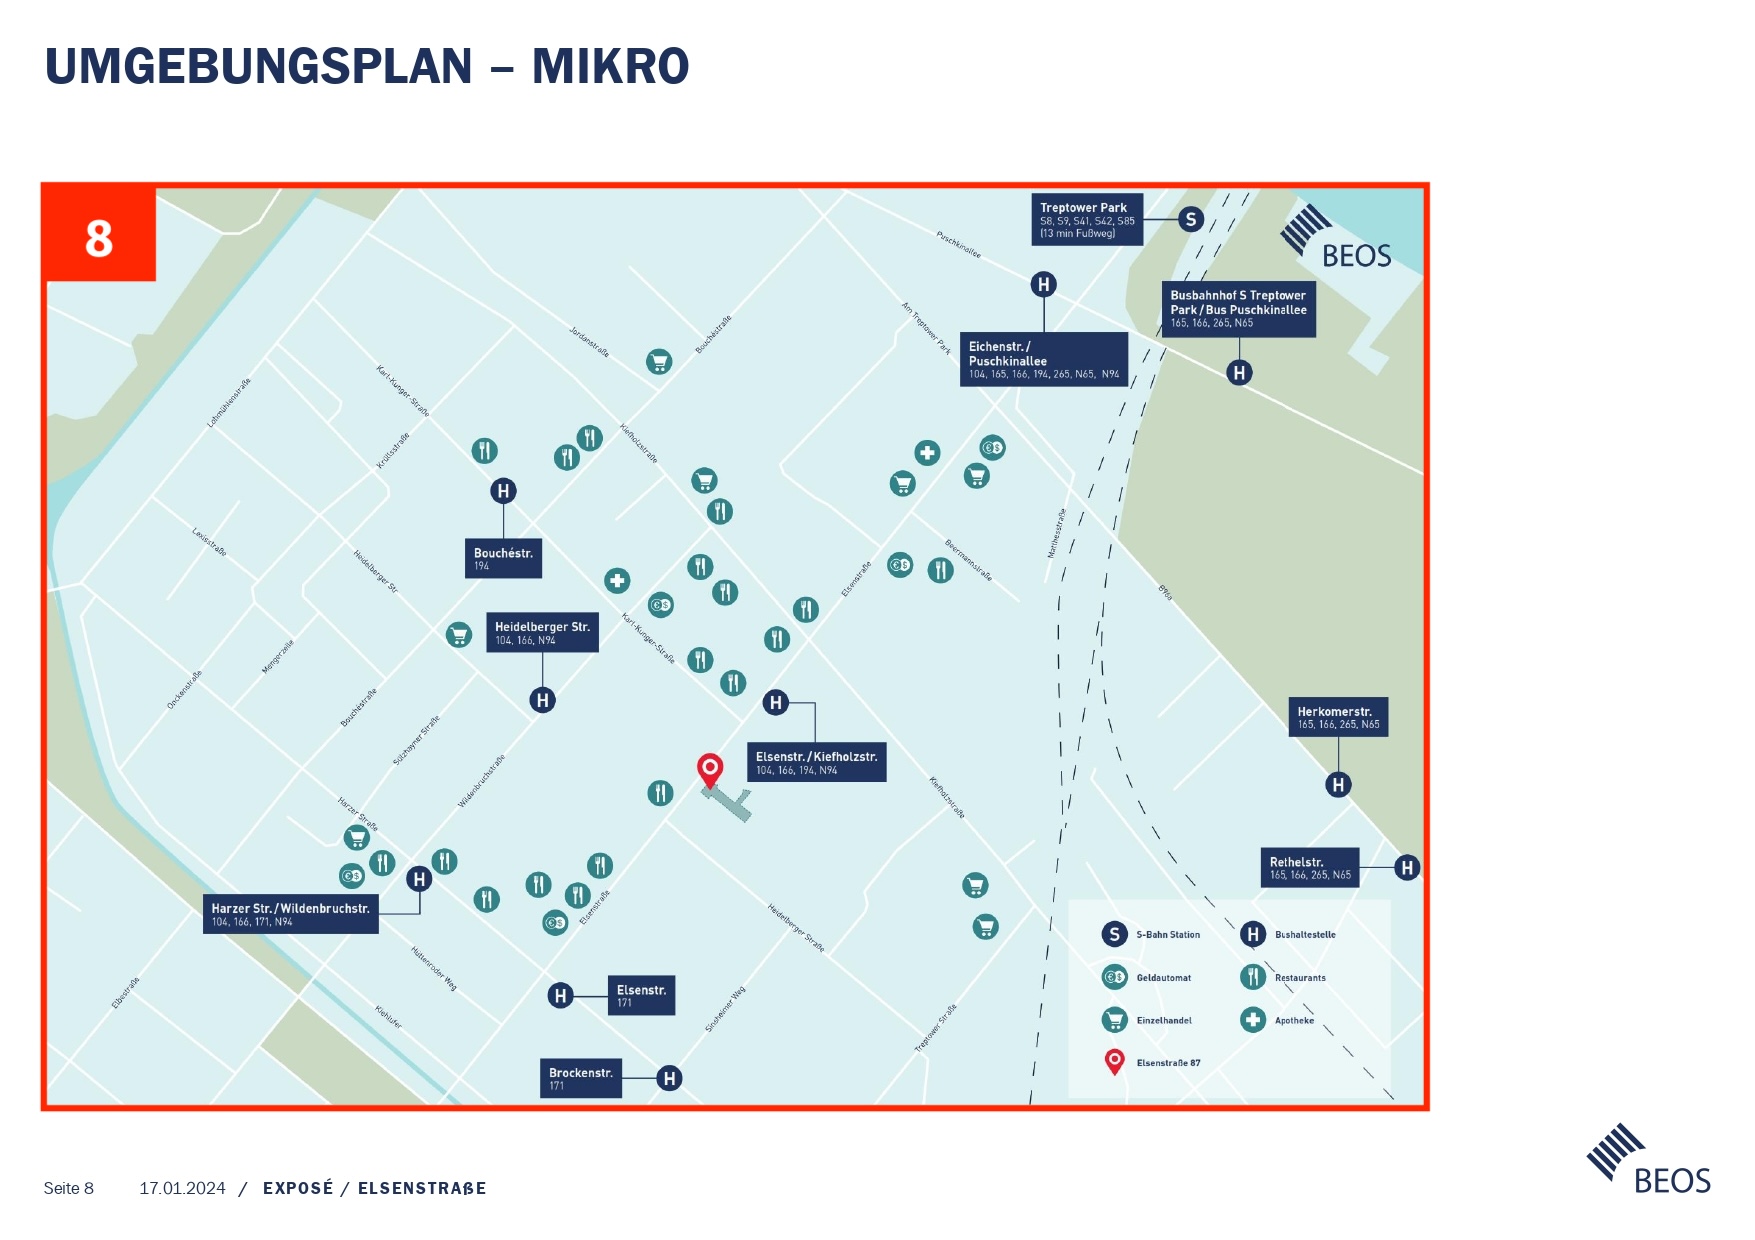 UMGEBUNGSPLAN – MIKRO
8
Treptower Park
S8, S9, S41, S42, S85
(13 min Fußweg)
S
BEOS
Puschkinallee
H
Busbahnhof S Treptower
Park / Bus Puschkinallee
165, 166, 265, N65
H
Eichenstr. /
Puschkinallee
104, 165, 166, 194, 265, N65, N94
Am Treptower Park
Jordanstraße
Bouchéstraße
Karl-Kunger-Straße
Lohmühlenstraße
Krüllsstraße
Kiefholzstraße
H
Bouchéstr.
194
Lexisstraße
Heidelberger Str
Matthesstraße
Beermannstraße
Elsenstraße
B96a
Heidelberger Str.
104, 166, N94
H
Karl-Kunger-Straße
Mengerzeile
Onckenstraße
Bouchéstraße
Sülzhayner Straße
Wildenbruchstraße
H
Elsenstr. / Kiefholzstr.
104, 166, 194, N94
Herkomerstr.
165, 166, 265, N65
H
Kiefholzstraße
Harzer Straße
H
Harzer Str. / Wildenbruchstr.
104, 166, 171, N94
Rethelstr.
165, 166, 265, N65
H
Elsenstraße
Heidelberger Straße
Hüttenroder Weg
Elbestraße
Kiehlufer
H
Elsenstr.
171
Sinsheimer Weg
Treptower Straße
Brockenstr.
171
H
S
S-Bahn Station
H
Bushaltestelle
Geldautomat
Restaurants
Einzelhandel
Apotheke
Elsenstraße 87
Seite 8 17.01.2024 / EXPOSÉ / ELSENSTRAßE
BEOS